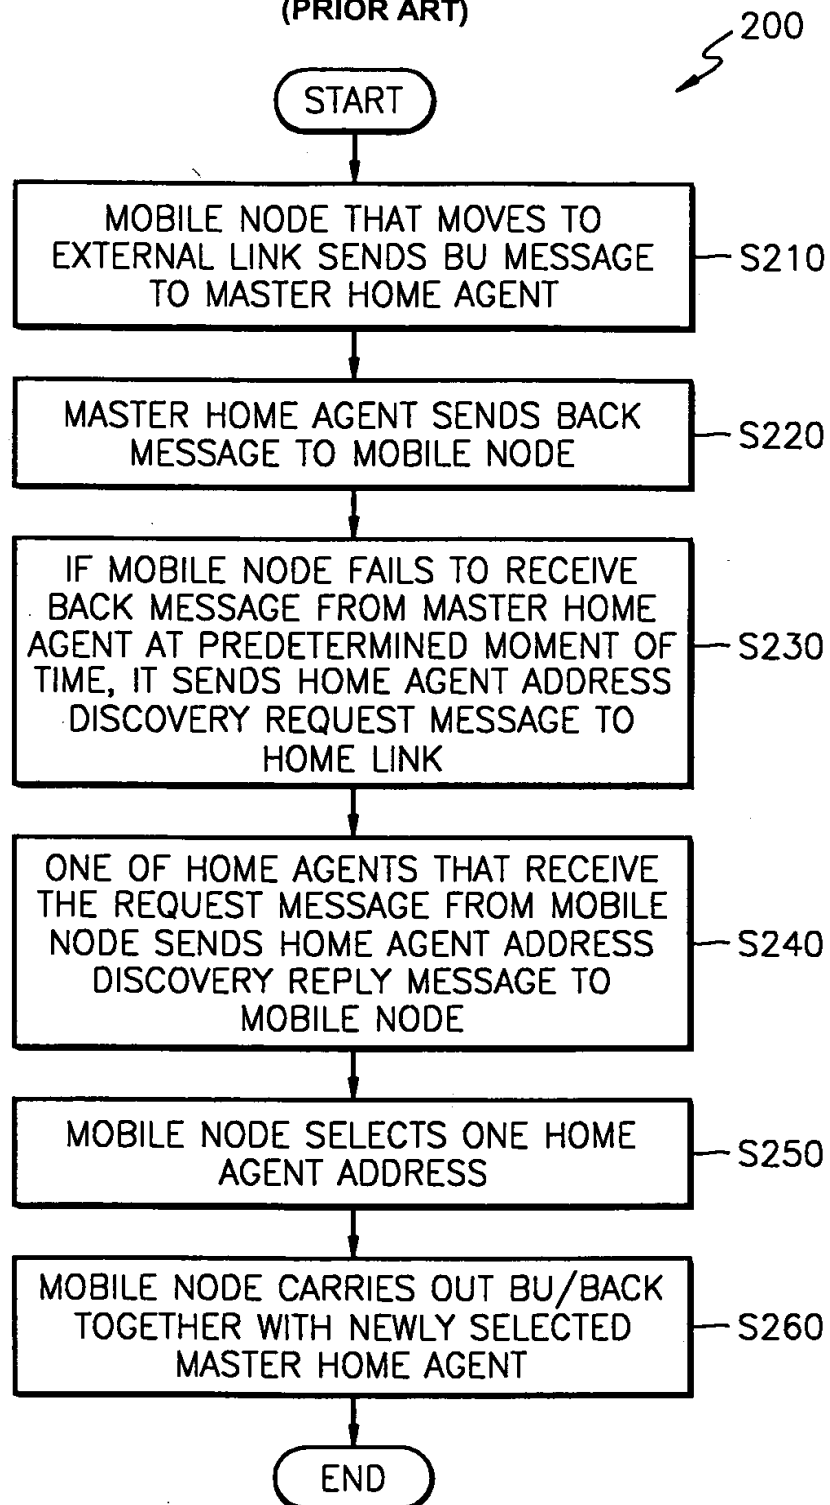 (PRIOR ART)
200
START
MOBILE NODE THAT MOVES TO
EXTERNAL LINK SENDS BU MESSAGE
TO MASTER HOME AGENT
S210
MASTER HOME AGENT SENDS BACK
MESSAGE TO MOBILE NODE
S220
IF MOBILE NODE FAILS TO RECEIVE
BACK MESSAGE FROM MASTER HOME
AGENT AT PREDETERMINED MOMENT OF
TIME, IT SENDS HOME AGENT ADDRESS
DISCOVERY REQUEST MESSAGE TO
HOME LINK
S230
ONE OF HOME AGENTS THAT RECEIVE
THE REQUEST MESSAGE FROM MOBILE
NODE SENDS HOME AGENT ADDRESS
DISCOVERY REPLY MESSAGE TO
MOBILE NODE
S240
MOBILE NODE SELECTS ONE HOME
AGENT ADDRESS
S250
MOBILE NODE CARRIES OUT BU/BACK
TOGETHER WITH NEWLY SELECTED
MASTER HOME AGENT
S260
END